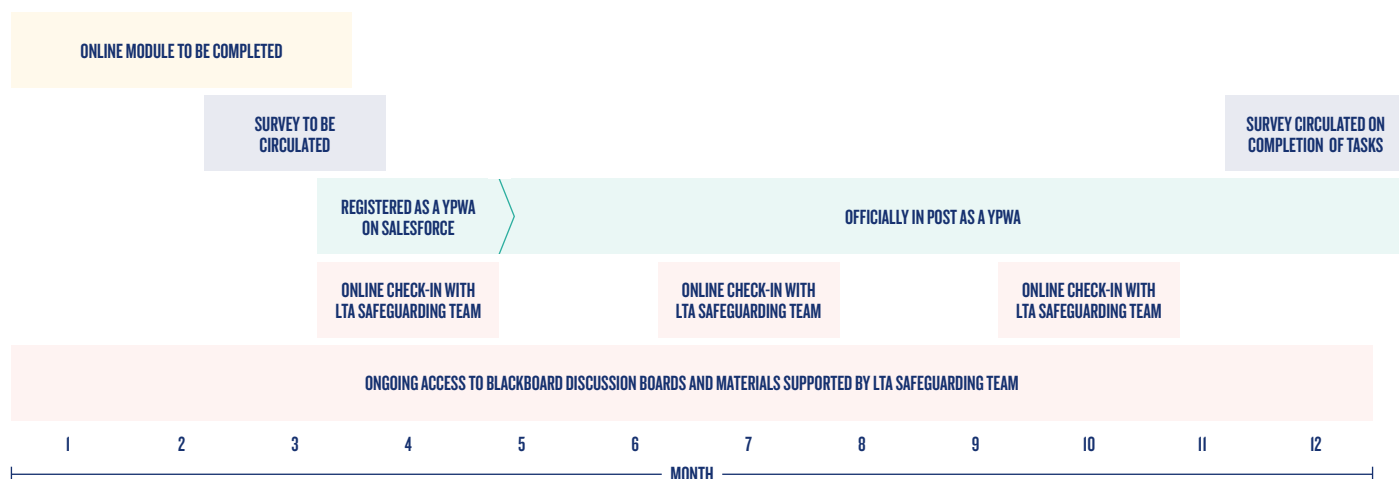 ONLINE MODULE TO BE COMPLETED
SURVEY TO BE
CIRCULATED
SURVEY CIRCULATED ON
COMPLETION OF TASKS
REGISTERED AS A YPWA
ON SALESFORCE
OFFICIALLY IN POST AS A YPWA
ONLINE CHECK-IN WITH
LTA SAFEGUARDING TEAM
ONLINE CHECK-IN WITH
LTA SAFEGUARDING TEAM
ONLINE CHECK-IN WITH
LTA SAFEGUARDING TEAM
ONGOING ACCESS TO BLACKBOARD DISCUSSION BOARDS AND MATERIALS SUPPORTED BY LTA SAFEGUARDING TEAM
1 2 3 4 5 6 7 8 9 10 11 12
MONTH